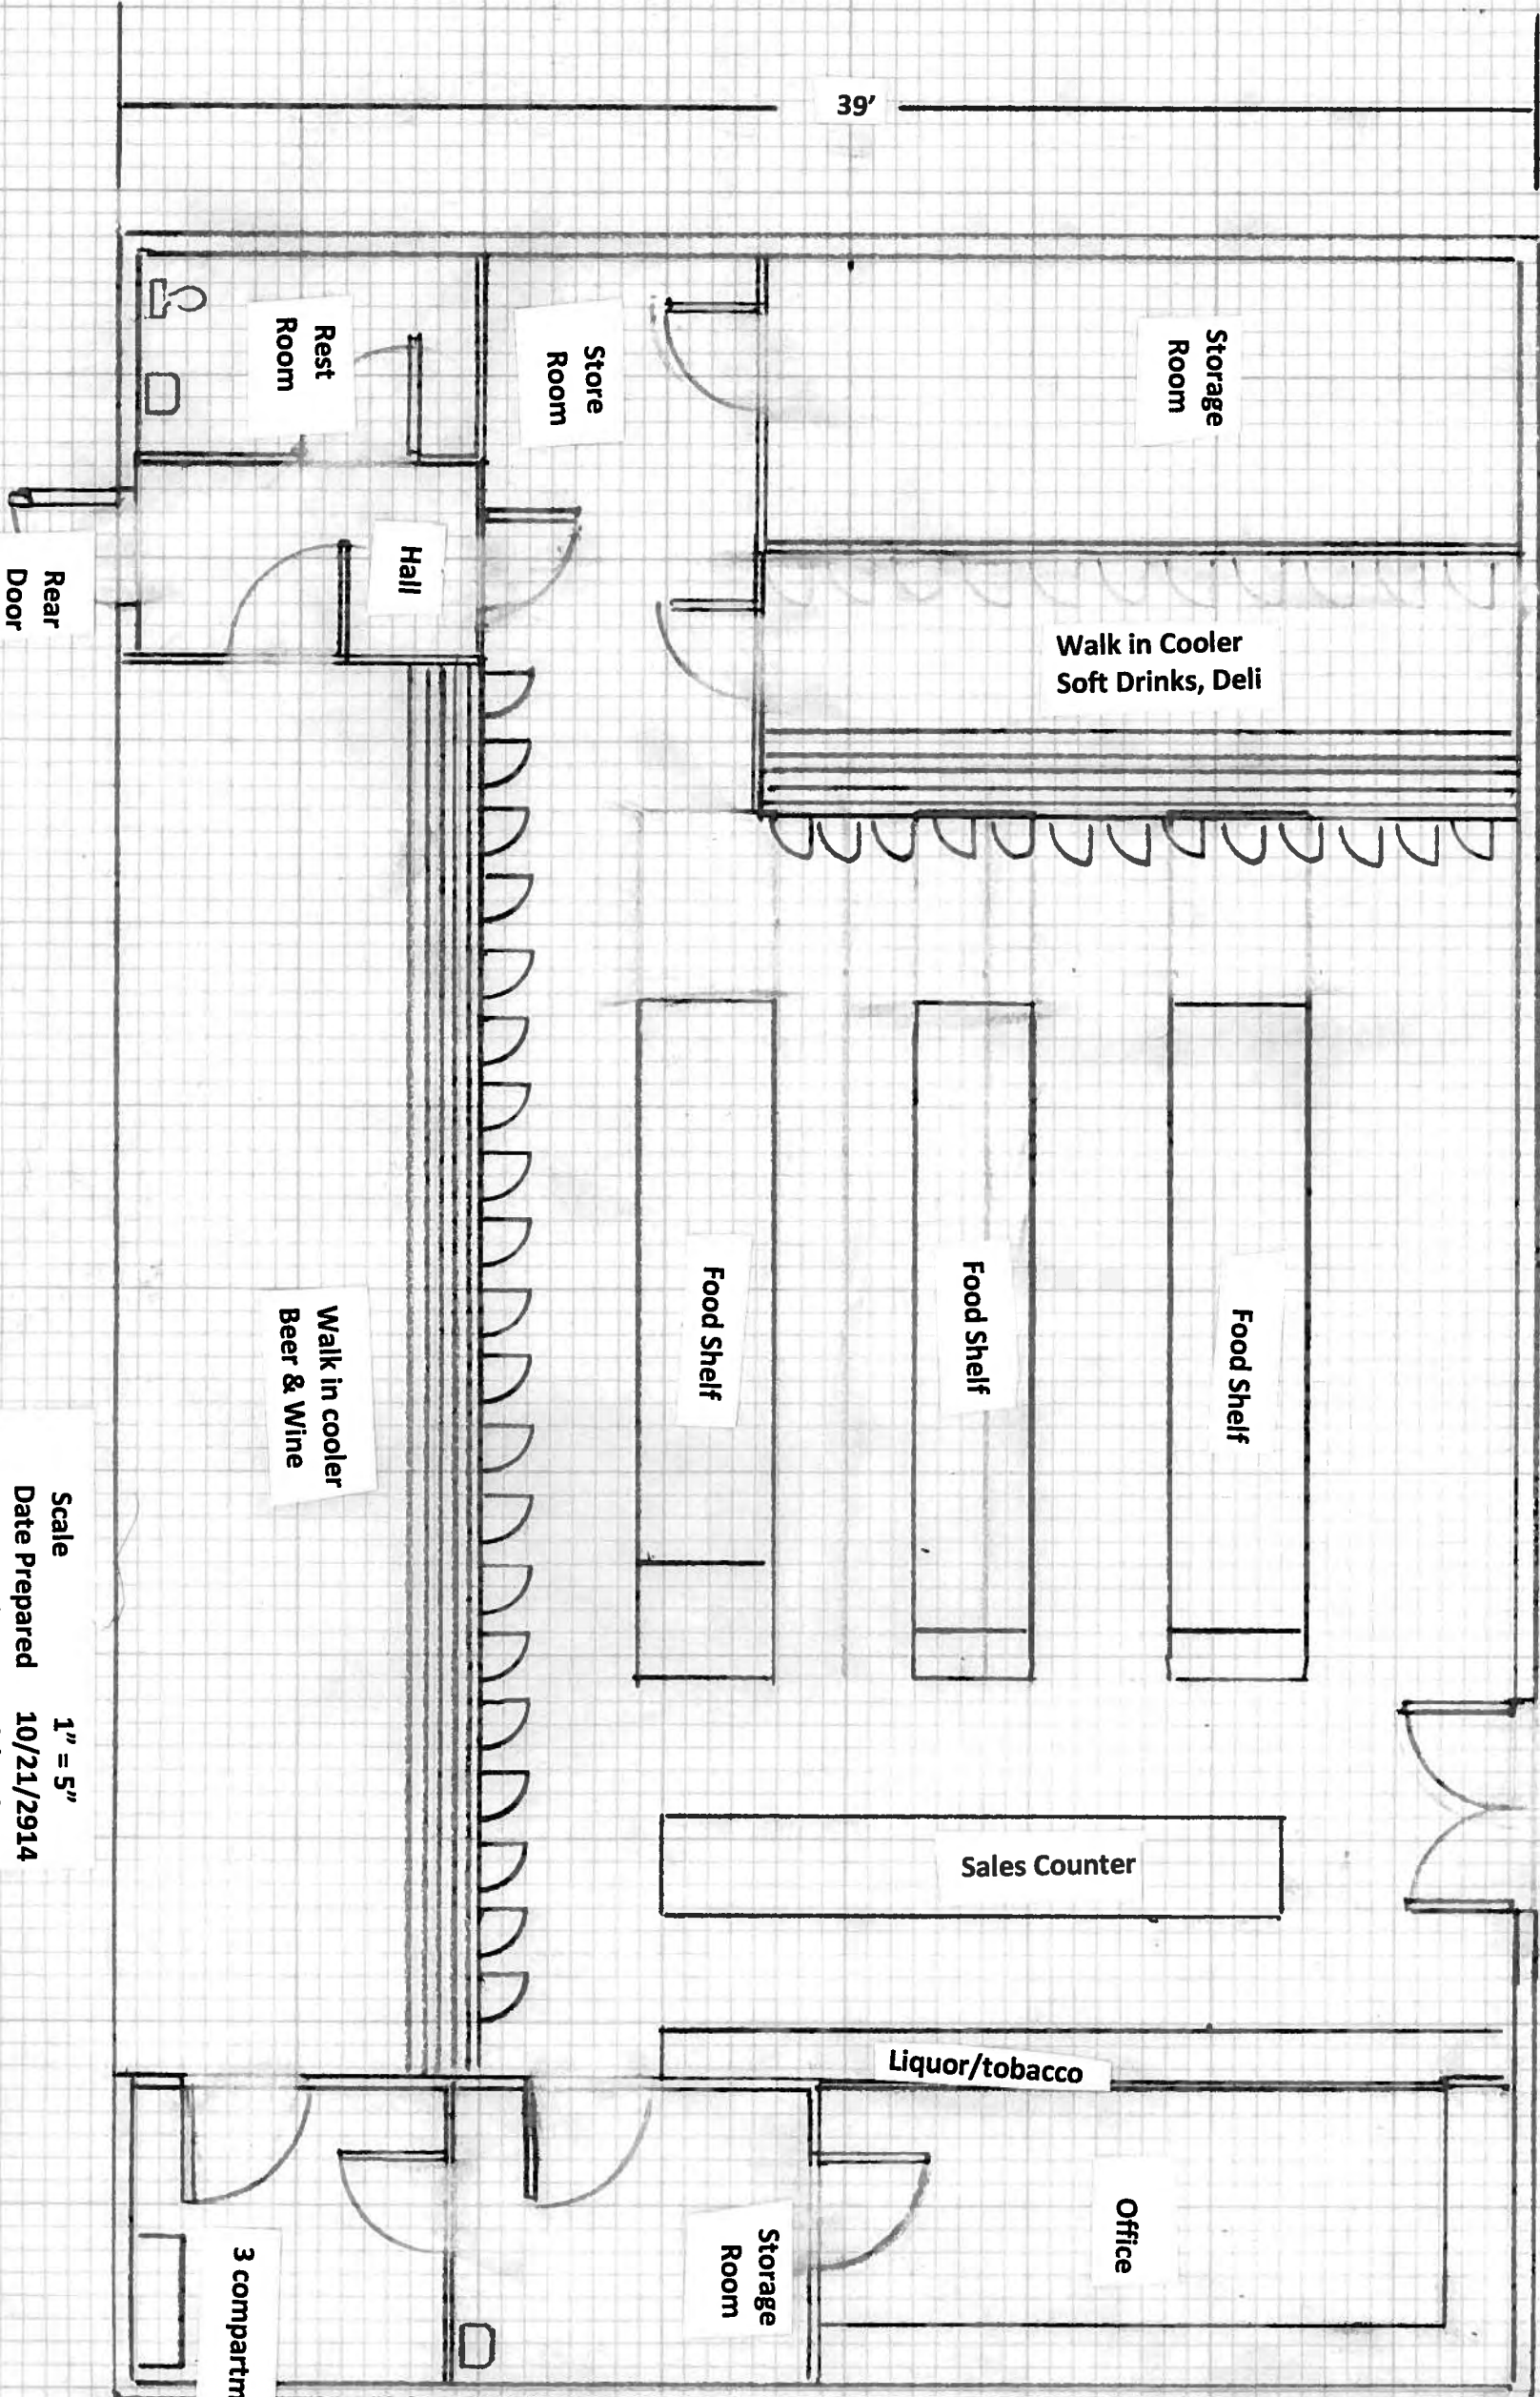 39'
Storage
Room
Store
Room
Rest
Room
Hall
Rear
Door
Walk in Cooler
Soft Drinks, Deli
Food Shelf
Food Shelf
Food Shelf
Walk in cooler
Beer & Wine
Sales Counter
Liquor/tobacco
Office
Storage
Room
3 compartm
Scale 1" = 5"
Date Prepared 10/21/2914